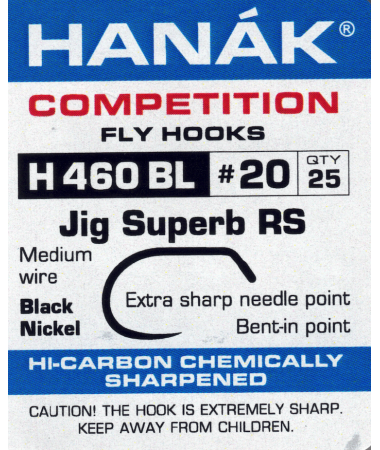 HANÁK®
COMPETITION
FLY HOOKS
H 460 BL #20 QTY 25
Jig Superb RS
Medium
wire
Black
Nickel
Extra sharp needle point
Bent-in point
HI-CARBON CHEMICALLY
SHARPENED
CAUTION! THE HOOK IS EXTREMELY SHARP.
KEEP AWAY FROM CHILDREN.